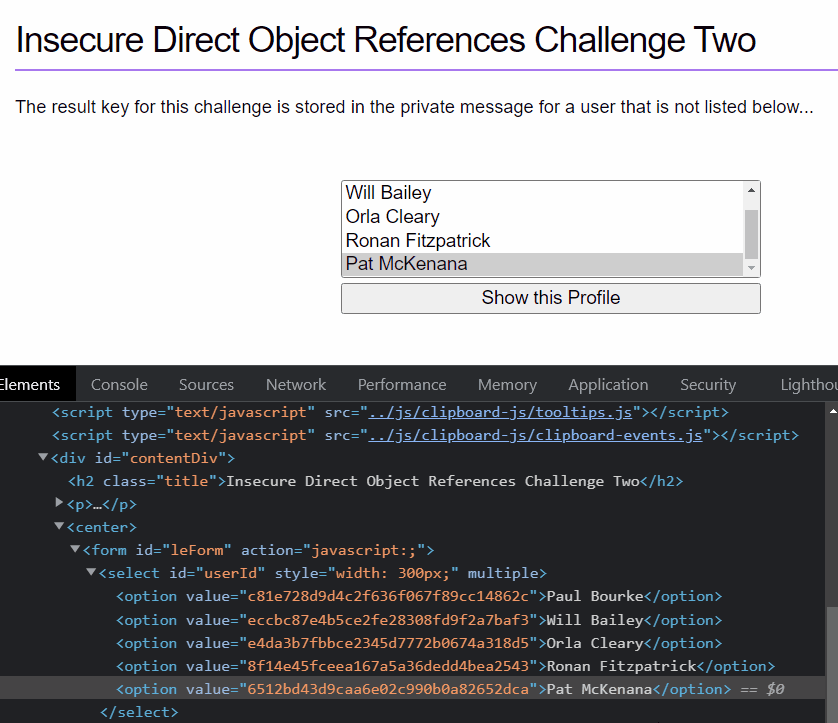 Insecure Direct Object References Challenge Two
The result key for this challenge is stored in the private message for a user that is not listed below...
Will Bailey
Orla Cleary
Ronan Fitzpatrick
Pat McKenana
Show this Profile
Elements Console Sources Network Performance Memory Application Security Lighthou
<script type="text/javascript" src="../js/clipboard-js/tooltips.js"></script>
<script type="text/javascript" src="../js/clipboard-js/clipboard-events.js"></script>
▼<div id="contentDiv">
<h2 class="title">Insecure Direct Object References Challenge Two</h2>
▶<p>…</p>
▼<center>
▼<form id="leForm" action="javascript:;">
▼<select id="userId" style="width: 300px;" multiple>
<option value="c81e728d9d4c2f636f067f89cc14862c">Paul Bourke</option>
<option value="eccbc87e4b5ce2fe28308fd9f2a7baf3">Will Bailey</option>
<option value="e4da3b7fbbce2345d7772b0674a318d5">Orla Cleary</option>
<option value="8f14e45fceea167a5a36dedd4bea2543">Ronan Fitzpatrick</option>
<option value="6512bd43d9caa6e02c990b0a82652dca">Pat McKenana</option> == $0
</select>